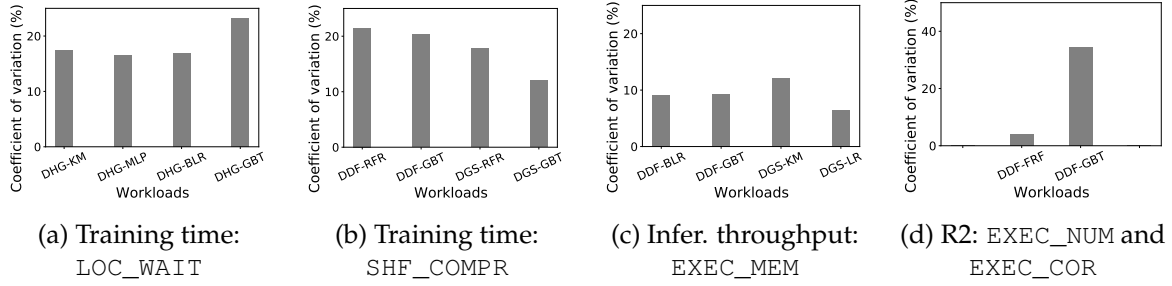 Coefficient of variation (%)
20
10
0
DHG-KM
DHG-MLP
DHG-BLR
DHG-GBT
Workloads
(a) Training time:
LOC_WAIT
Coefficient of variation (%)
20
10
0
DDF-RFR
DDF-GBT
DGS-RFR
DGS-GBT
Workloads
(b) Training time:
SHF_COMPR
Coefficient of variation (%)
20
10
0
DDF-BLR
DDF-GBT
DGS-KM
DGS-LR
Workloads
(c) Infer. throughput:
EXEC_MEM
Coefficient of variation (%)
40
20
0
DDF-FRF
DDF-GBT
Workloads
(d) R2: EXEC_NUM and
EXEC_COR